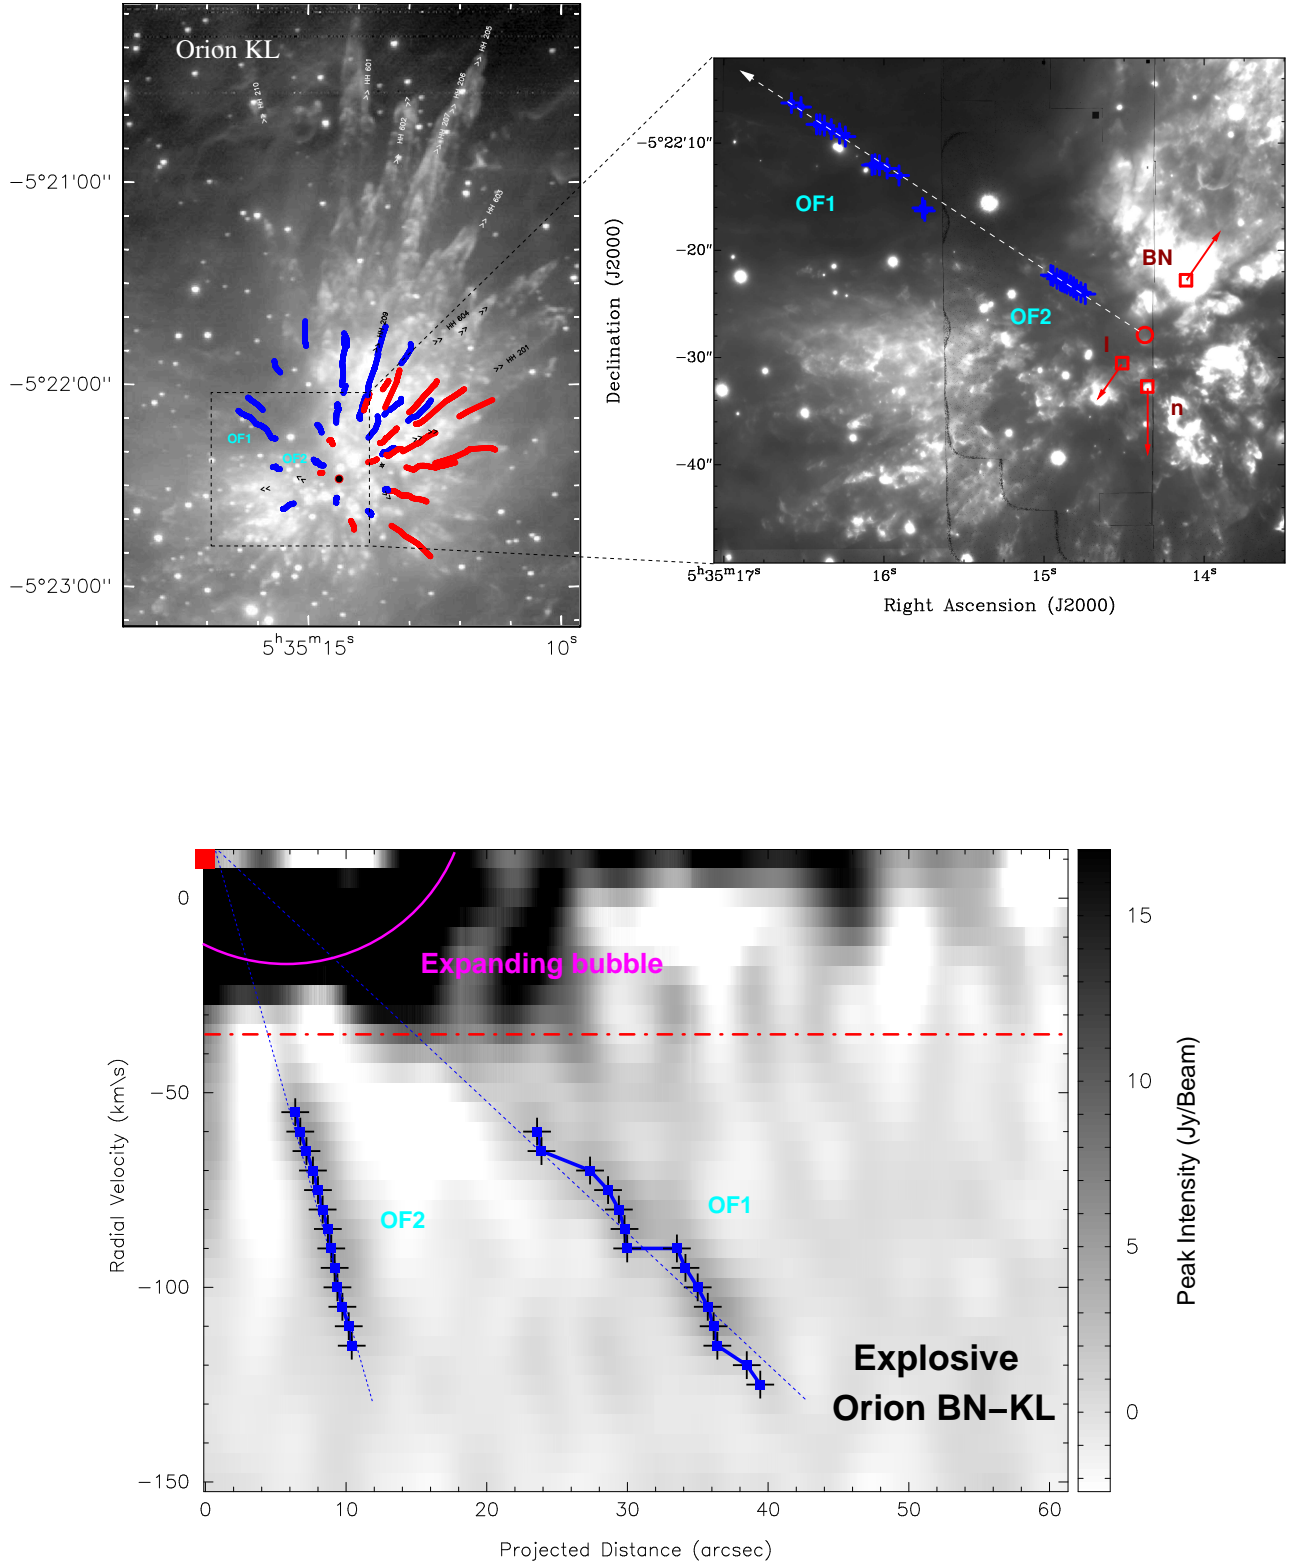 Orion KL
HH 210
HH 601
HH 205
HH 206
HH 207
HH 602
HH 603
HH 209
HH 604
HH 201
OF1
OF2
−5°21'00"
−5°22'00"
−5°23'00"
5h35m15s
10s
OF1
OF2
BN
I
n
−5°22'10"
−20"
−30"
−40"
Declination (J2000)
5h35m17s
16s
15s
14s
Right Ascension (J2000)
Expanding bubble
OF2
OF1
Explosive
Orion BN−KL
0
−50
−100
−150
Radial Velocity (km\s)
0
10
20
30
40
50
60
Projected Distance (arcsec)
15
10
5
0
Peak Intensity (Jy/Beam)